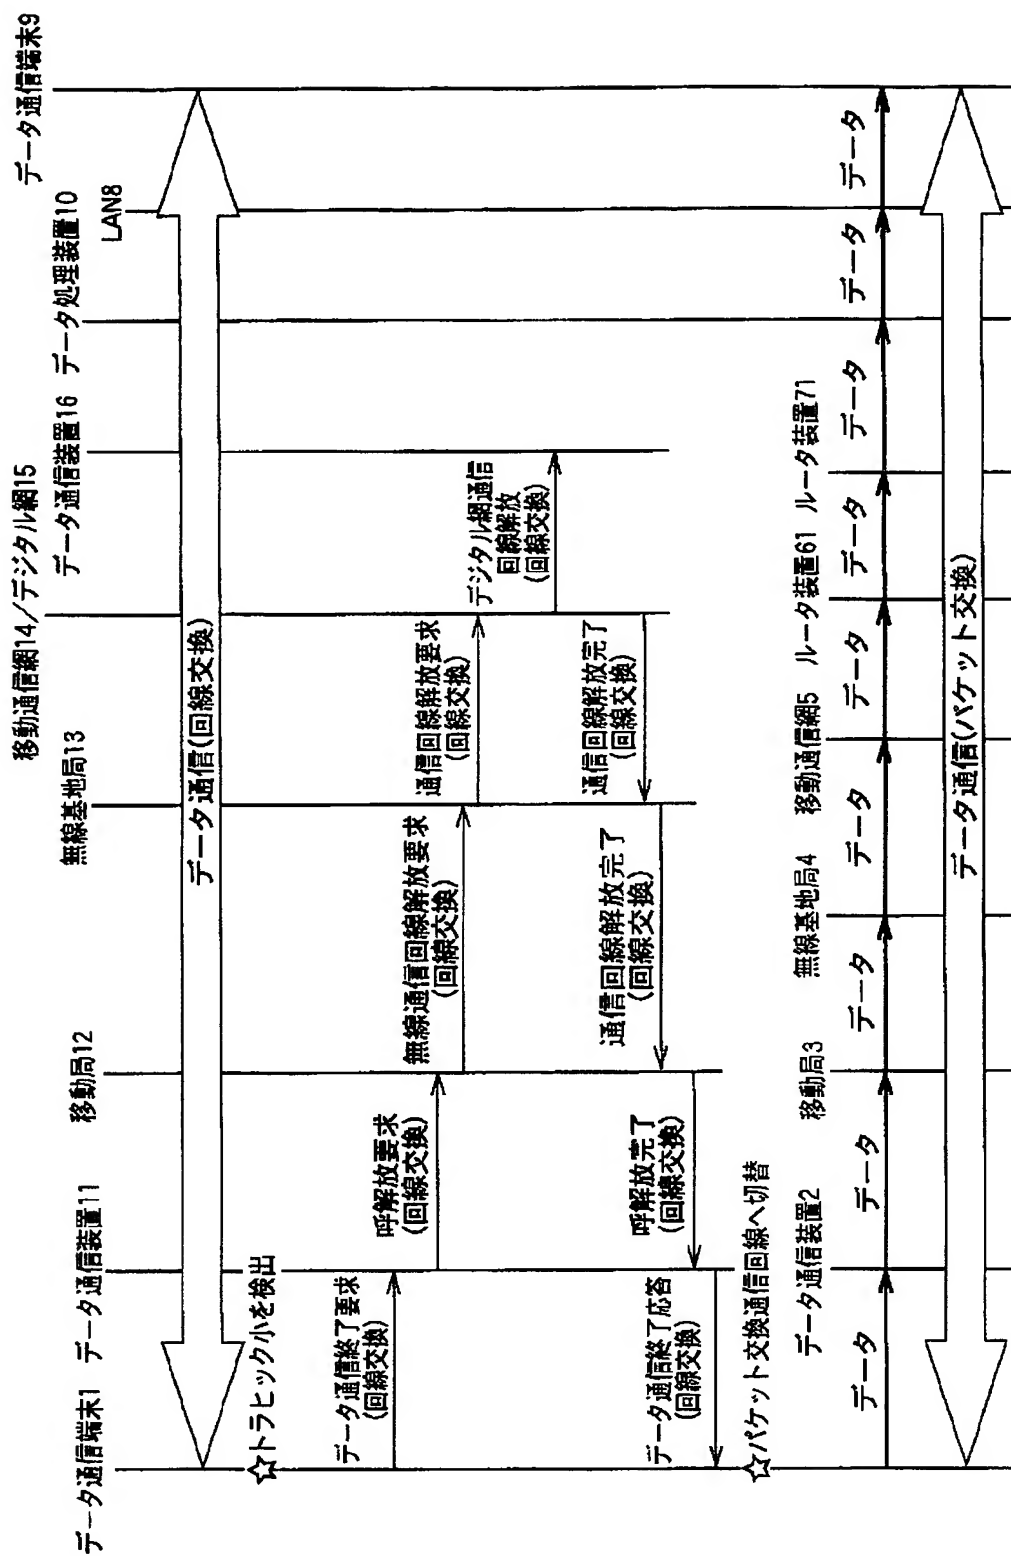 データ通信端末1
データ通信装置11
移動局12
無線基地局13
移動通信網14/デジタル網15
データ通信装置16
データ処理装置10
LAN8
データ通信端末9
データ通信(回線交換)
☆トラヒック小を検出
データ通信終了要求
(回線交換)
呼解放要求
(回線交換)
無線通信回線解放要求
(回線交換)
通信回線解放要求
(回線交換)
デジタル網通信
回線解放
(回線交換)
通信回線解放完了
(回線交換)
通信回線解放完了
(回線交換)
呼解放完了
(回線交換)
データ通信終了応答
(回線交換)
☆パケット交換通信回線へ切替
データ通信装置2
移動局3
無線基地局4
移動通信網5
ルータ装置61
ルータ装置71
データ
データ
データ
データ
データ
データ
データ
データ
データ
データ通信(パケット交換)